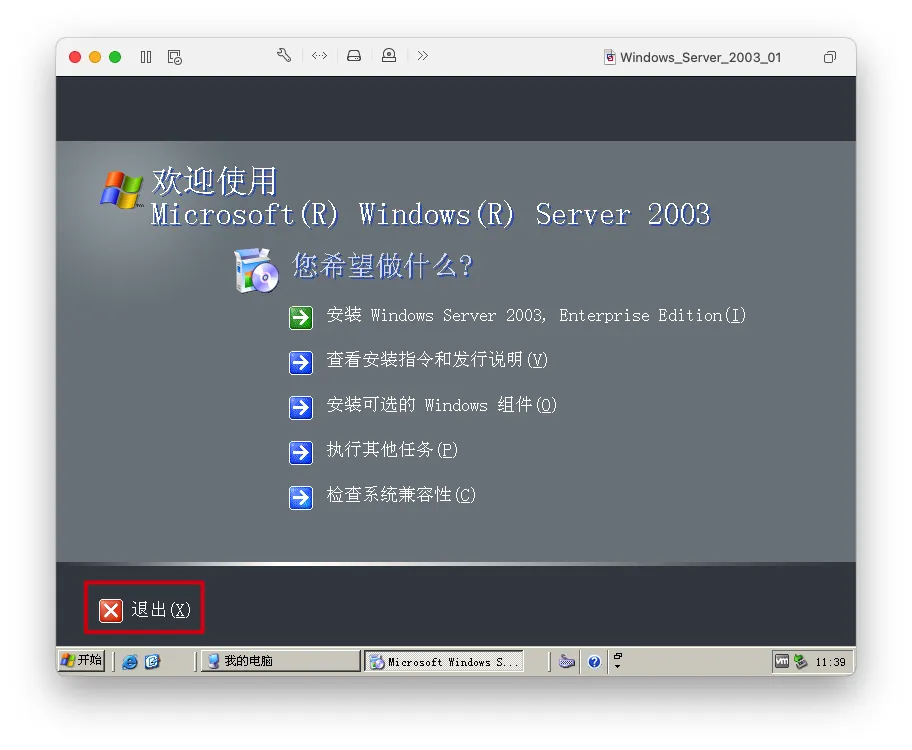 Windows_Server_2003_01
欢迎使用
Microsoft(R) Windows(R) Server 2003
您希望做什么?
安装 Windows Server 2003, Enterprise Edition(I)
查看安装指令和发行说明(V)
安装可选的 Windows 组件(O)
执行其他任务(P)
检查系统兼容性(C)
退出(X)
开始 我的电脑 Microsoft Windows S... vm 11:39